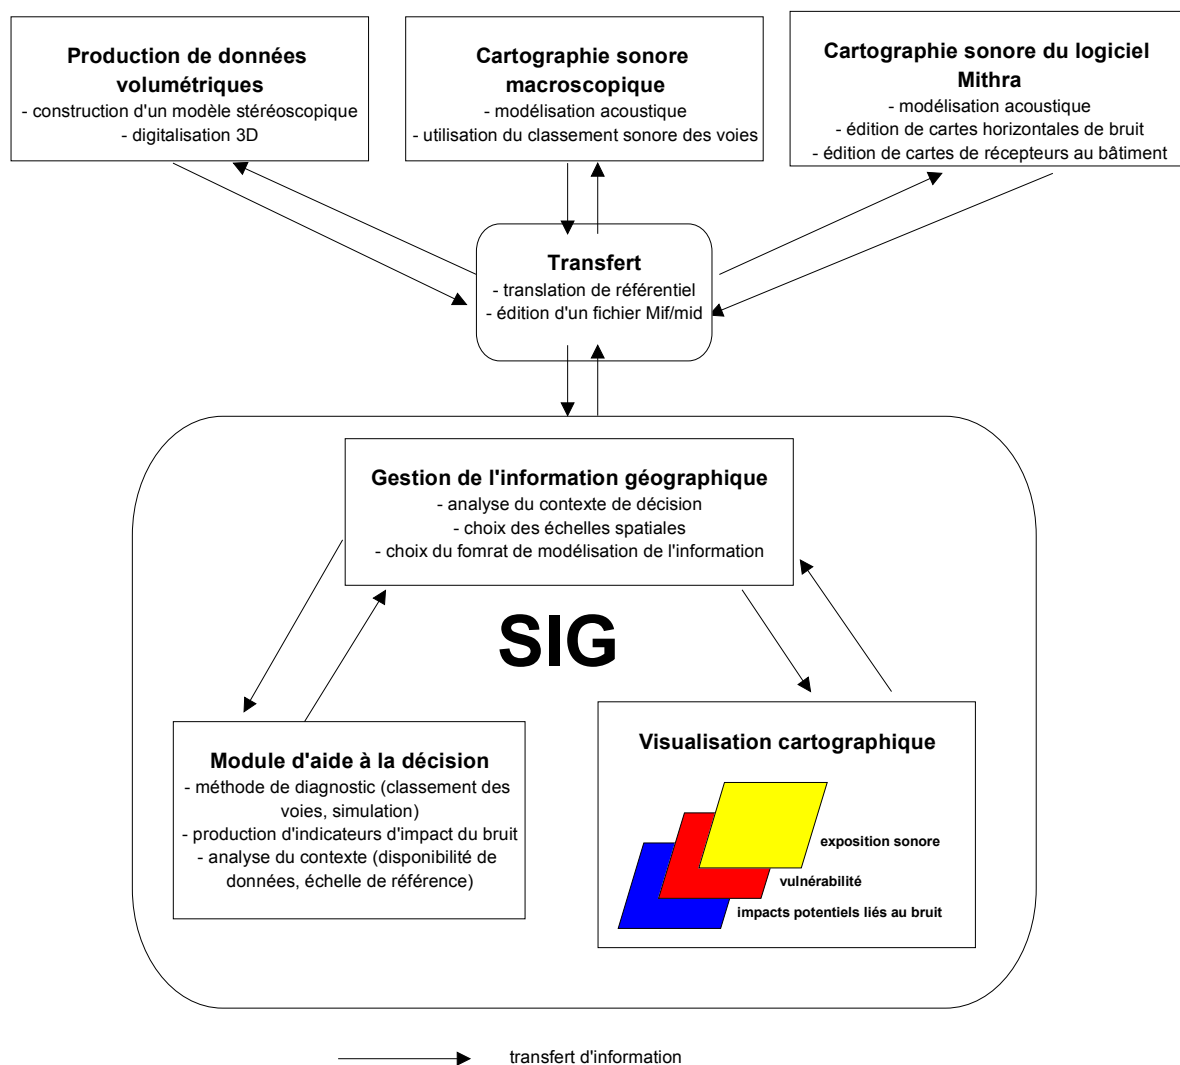 Production de données
volumétriques
- construction d'un modèle stéréoscopique
- digitalisation 3D
Cartographie sonore
macroscopique
- modélisation acoustique
- utilisation du classement sonore des voies
Cartographie sonore du logiciel
Mithra
- modélisation acoustique
- édition de cartes horizontales de bruit
- édition de cartes de récepteurs au bâtiment
Transfert
- translation de référentiel
- édition d'un fichier Mif/mid
Gestion de l'information géographique
- analyse du contexte de décision
- choix des échelles spatiales
- choix du fomrat de modélisation de l'information
SIG
Module d'aide à la décision
- méthode de diagnostic (classement des
voies, simulation)
- production d'indicateurs d'impact du bruit
- analyse du contexte (disponibilité de
données, échelle de référence)
Visualisation cartographique
exposition sonore
vulnérabilité
impacts potentiels liés au bruit
transfert d'information